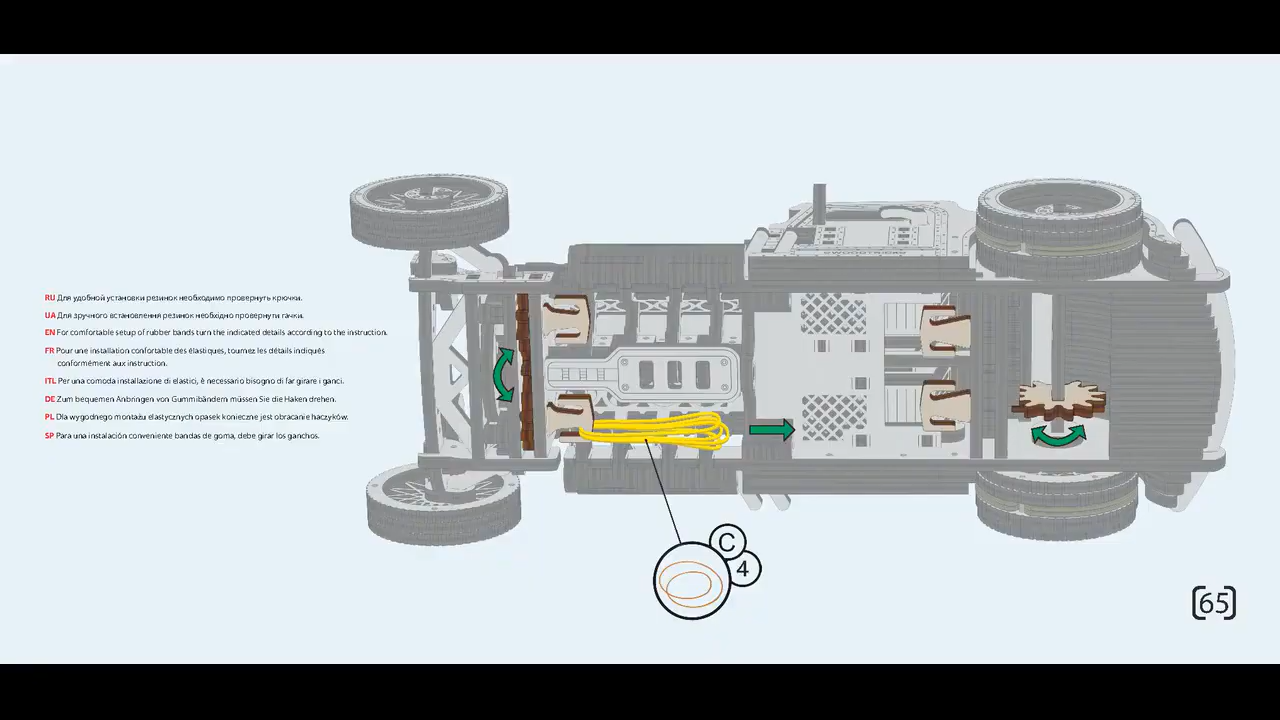 RU Для удобной установки резинок необходимо провернуть крючки.
UA Для зручного встановлення резинок необхідно провернути гачки.
EN For comfortable setup of rubber bands turn the indicated details according to the instruction.
FR Pour une installation confortable des élastiques, tournez les détails indiqués
conformément aux instruction.
ITL Per una comoda installazione di elastici, è necessario bisogno di far girare i ganci.
DE Zum bequemen Anbringen von Gummibändern müssen Sie die Haken drehen.
PL Dla wygodnego montażu elastycznych opasek konieczne jest obracanie haczyków.
SP Para una instalación conveniente bandas de goma, debe girar los ganchos.
C
4
65